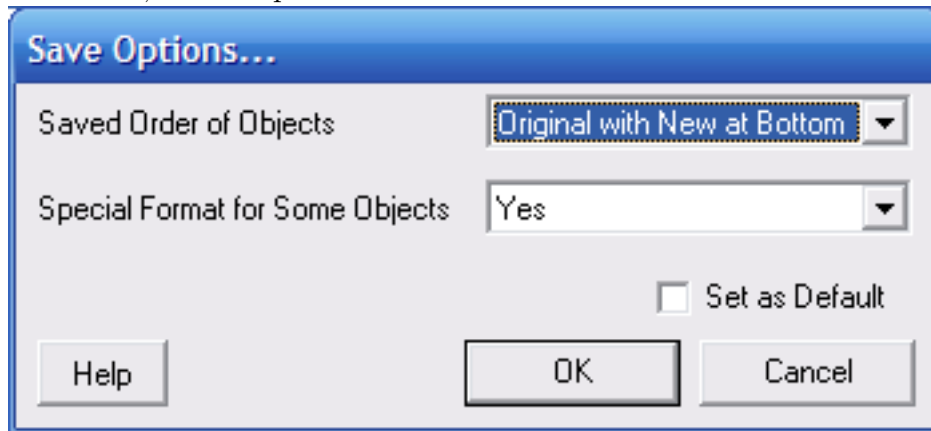 Save Options...
Saved Order of Objects Original with New at Bottom
Special Format for Some Objects Yes
Set as Default
Help OK Cancel